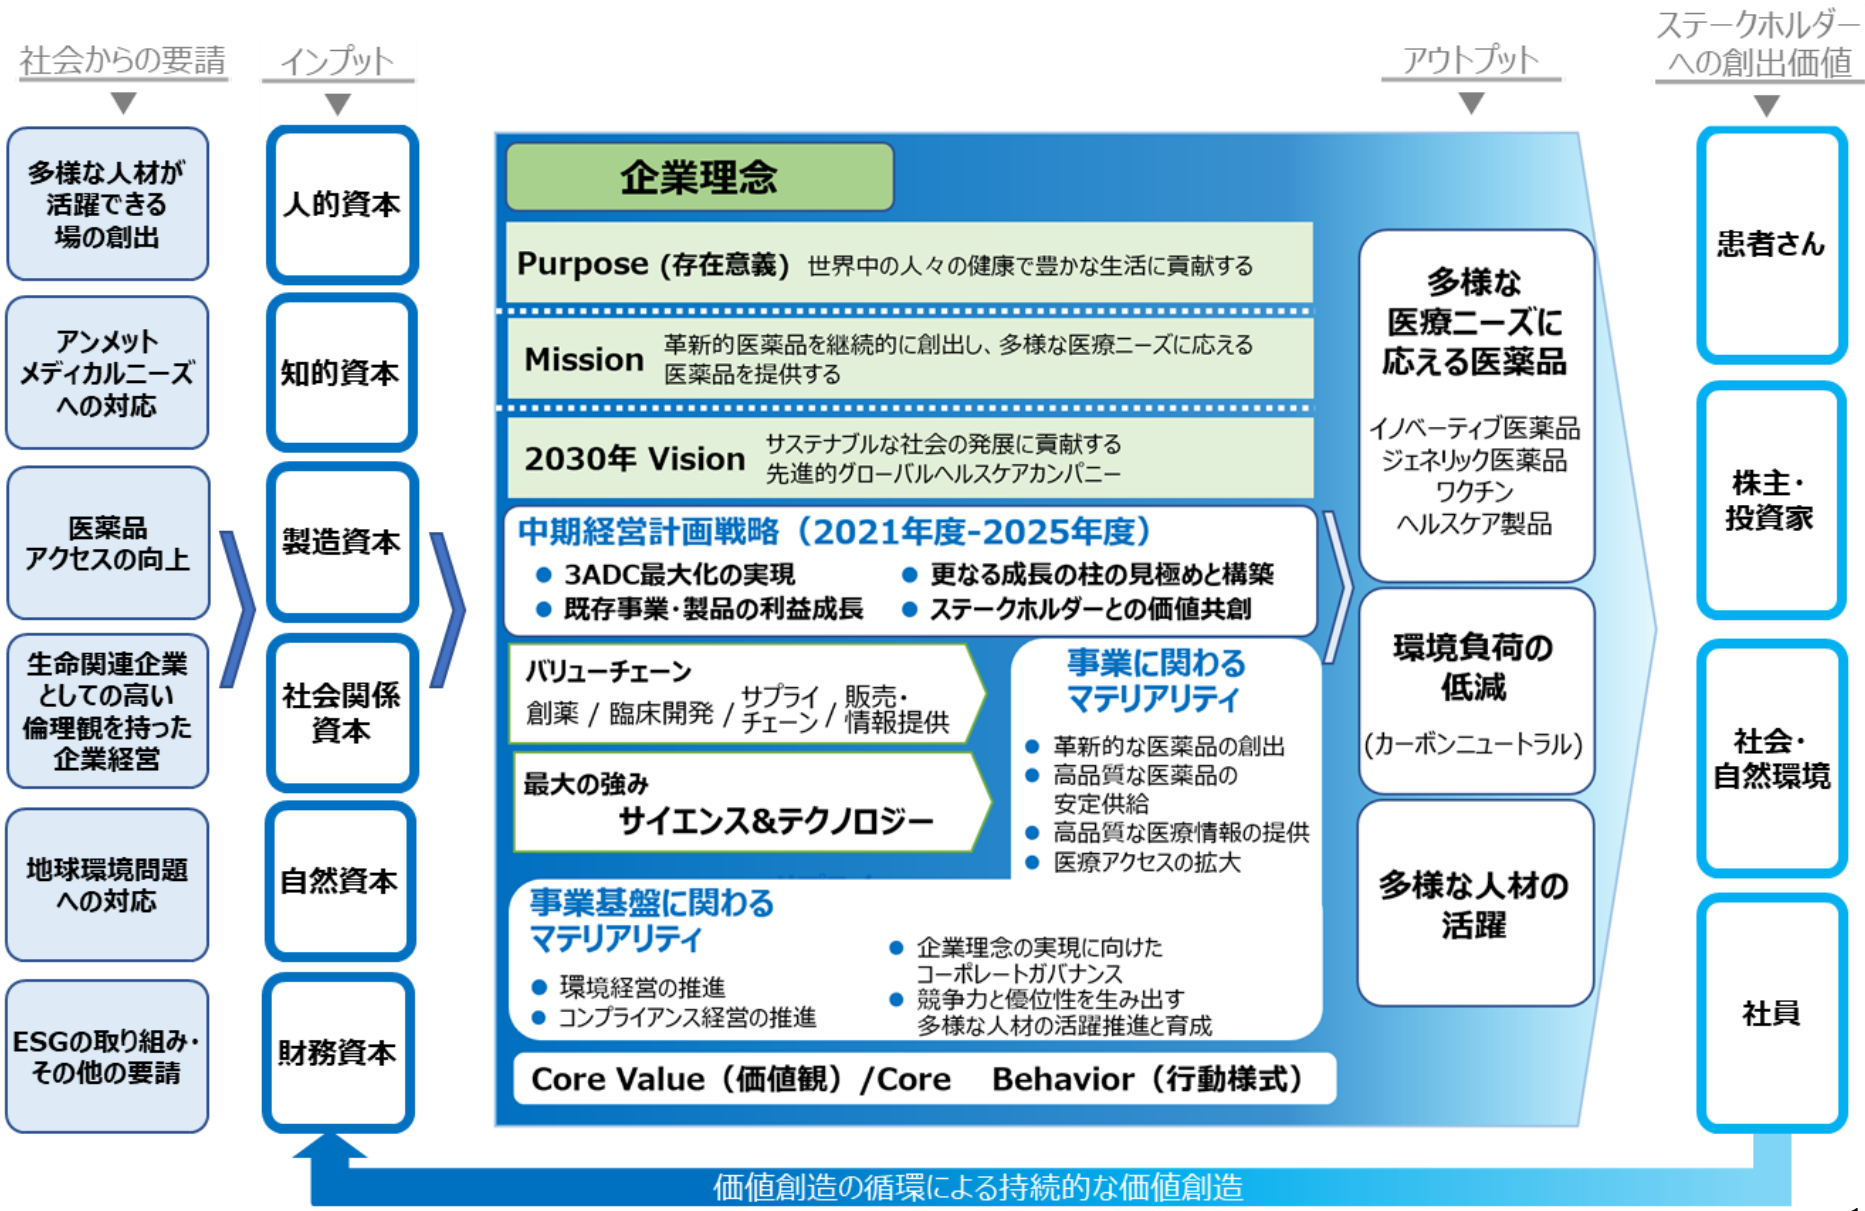 社会からの要請
インプット
アウトプット
ステークホルダー
への創出価値
多様な人材が
活躍できる
場の創出
アンメット
メディカルニーズ
への対応
医薬品
アクセスの向上
生命関連企業
としての高い
倫理観を持った
企業経営
地球環境問題
への対応
ESGの取り組み・
その他の要請
人的資本
知的資本
製造資本
社会関係
資本
自然資本
財務資本
企業理念
Purpose (存在意義) 世界中の人々の健康で豊かな生活に貢献する
Mission 革新的医薬品を継続的に創出し、多様な医療ニーズに応える
医薬品を提供する
2030年 Vision サステナブルな社会の発展に貢献する
先進的グローバルヘルスケアカンパニー
中期経営計画戦略（2021年度-2025年度）
● 3ADC最大化の実現
● 更なる成長の柱の見極めと構築
● 既存事業・製品の利益成長
● ステークホルダーとの価値共創
バリューチェーン
創薬 / 臨床開発 / サプライ
チェーン / 販売・
情報提供
最大の強み
サイエンス&テクノロジー
事業に関わる
マテリアリティ
● 革新的な医薬品の創出
● 高品質な医薬品の
安定供給
● 高品質な医療情報の提供
● 医療アクセスの拡大
事業基盤に関わる
マテリアリティ
● 環境経営の推進
● コンプライアンス経営の推進
● 企業理念の実現に向けた
コーポレートガバナンス
● 競争力と優位性を生み出す
多様な人材の活躍推進と育成
Core Value（価値観）/Core Behavior（行動様式）
多様な
医療ニーズに
応える医薬品
イノベーティブ医薬品
ジェネリック医薬品
ワクチン
ヘルスケア製品
環境負荷の
低減
(カーボンニュートラル)
多様な人材の
活躍
患者さん
株主・
投資家
社会・
自然環境
社員
価値創造の循環による持続的な価値創造